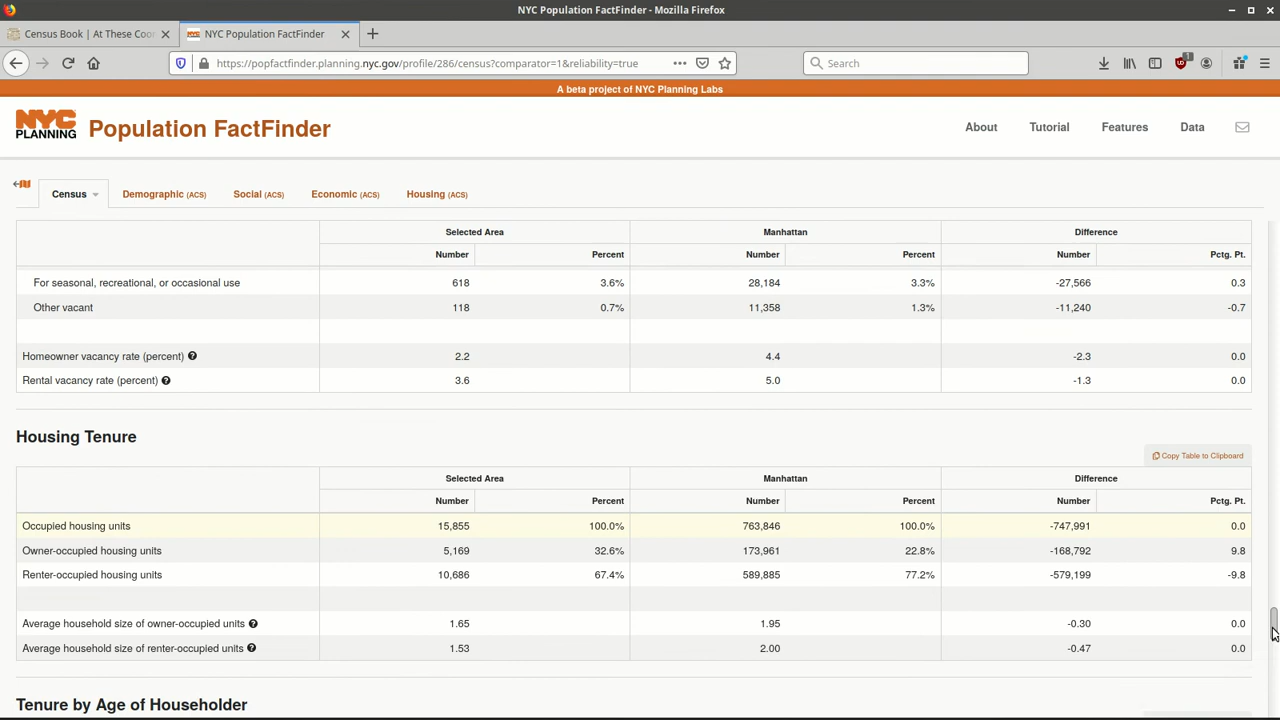 NYC Population FactFinder - Mozilla Firefox
Census Book | At These Coo
NYC Population FactFinder
https://popfactfinder.planning.nyc.gov/profile/286/census?comparator=1&reliability=true
Search
1
A beta project of NYC Planning Labs
NYC
PLANNING
Population FactFinder
About Tutorial Features Data
Census Demographic (ACS) Social (ACS) Economic (ACS) Housing (ACS)
Selected Area Manhattan Difference
Number Percent Number Percent Number Pctg. Pt.
For seasonal, recreational, or occasional use 618 3.6% 28,184 3.3% -27,566 0.3
Other vacant 118 0.7% 11,358 1.3% -11,240 -0.7
Homeowner vacancy rate (percent) ? 2.2 4.4 -2.3 0.0
Rental vacancy rate (percent) ? 3.6 5.0 -1.3 0.0
Housing Tenure
Copy Table to Clipboard
Selected Area Manhattan Difference
Number Percent Number Percent Number Pctg. Pt.
Occupied housing units 15,855 100.0% 763,846 100.0% -747,991 0.0
Owner-occupied housing units 5,169 32.6% 173,961 22.8% -168,792 9.8
Renter-occupied housing units 10,686 67.4% 589,885 77.2% -579,199 -9.8
Average household size of owner-occupied units ? 1.65 1.95 -0.30 0.0
Average household size of renter-occupied units ? 1.53 2.00 -0.47 0.0
Tenure by Age of Householder